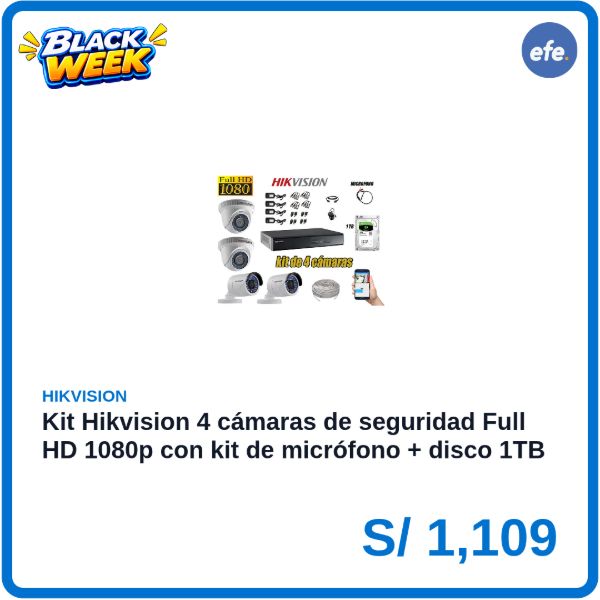 BLACK
WEEK
efe.
Full HD
1080
HIKVISION
MICROFONO
1TB
kit de 4 cámaras
HIKVISION
Kit Hikvision 4 cámaras de seguridad Full
HD 1080p con kit de micrófono + disco 1TB
S/ 1,109